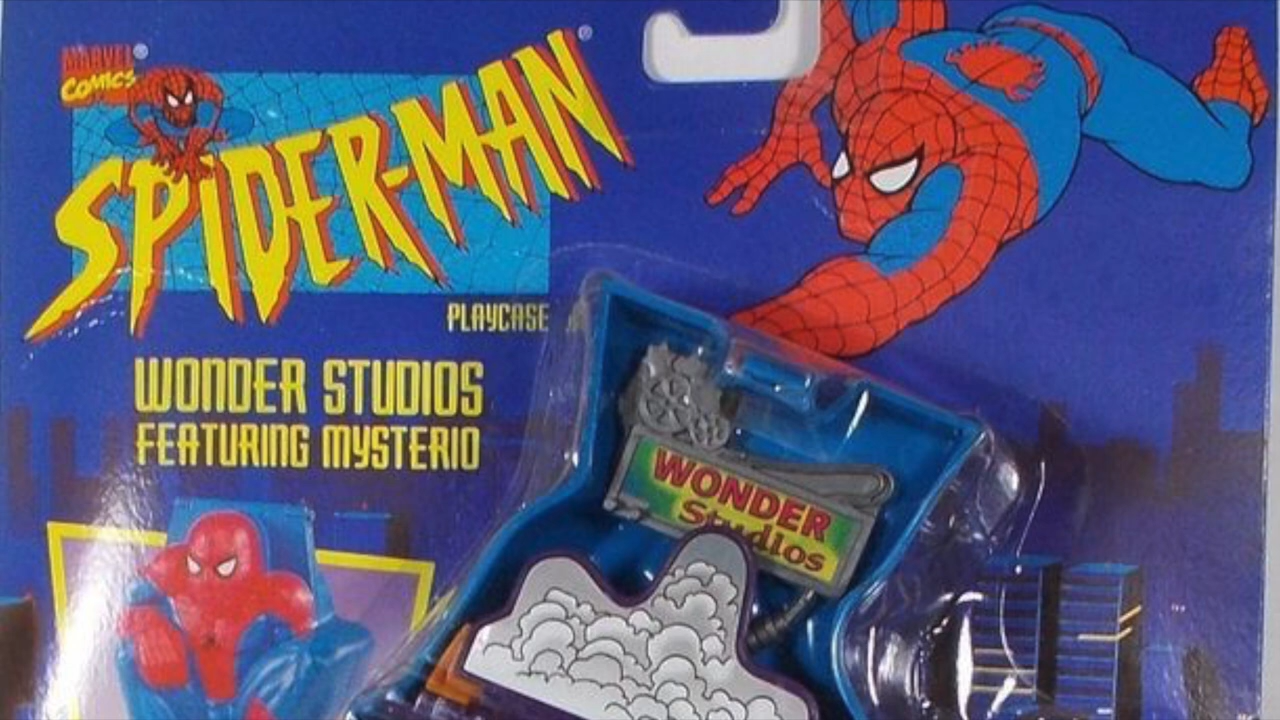 MARVEL®
COMICS
SPIDER-MAN®
PLAYCASE
WONDER STUDIOS
FEATURING MYSTERIO
WONDER
Studios